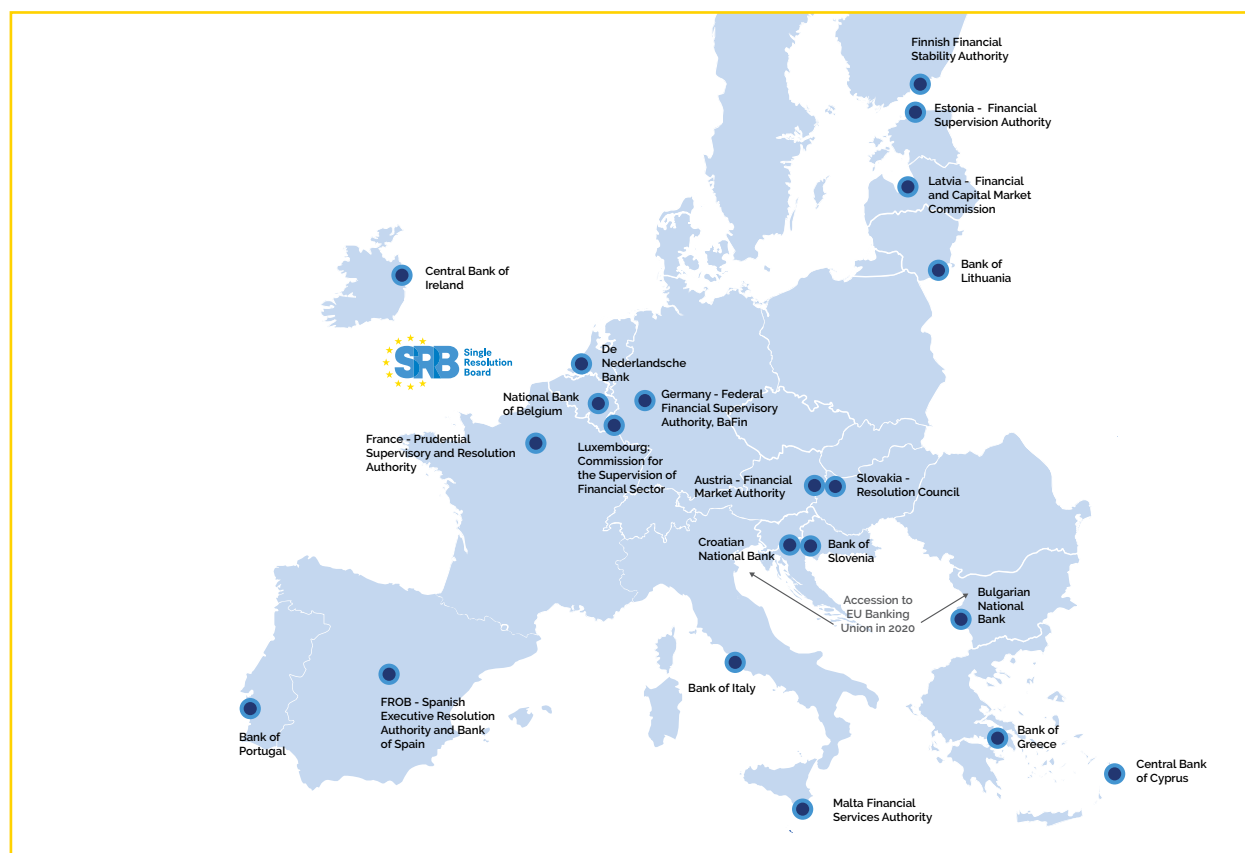 Finnish Financial
Stability Authority
Estonia - Financial
Supervision Authority
Latvia - Financial
and Capital Market
Commission
Central Bank of
Ireland
Bank of
Lithuania
SRB
Single
Resolution
Board
De
Nederlandsche
Bank
National Bank
of Belgium
Germany - Federal
Financial Supervisory
Authority, BaFin
France - Prudential
Supervisory and Resolution
Authority
Luxembourg:
Commission for
the Supervision of
Financial Sector
Austria - Financial
Market Authority
Slovakia -
Resolution Council
Croatian
National Bank
Bank of
Slovenia
Accession to
EU Banking
Union in 2020
Bulgarian
National
Bank
Bank of Italy
FROB - Spanish
Executive Resolution
Authority and Bank
of Spain
Bank of
Portugal
Bank of
Greece
Central Bank
of Cyprus
Malta Financial
Services Authority